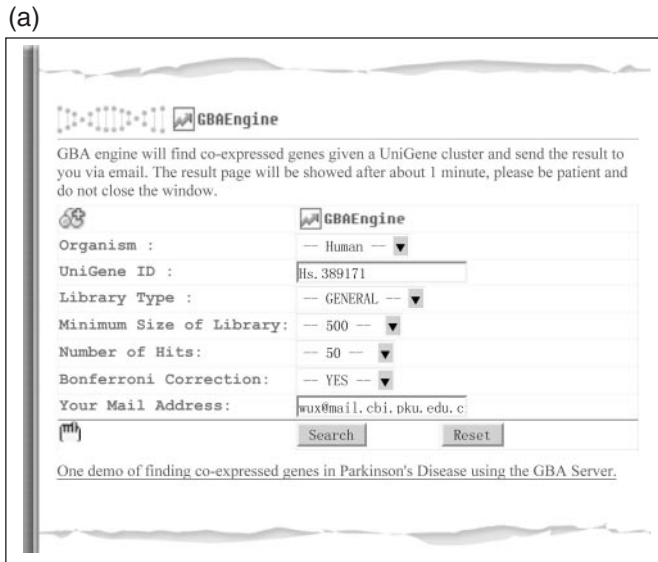 (a)
GBAEngine
GBA engine will find co-expressed genes given a UniGene cluster and send the result to
you via email. The result page will be showed after about 1 minute, please be patient and
do not close the window.
GBAEngine
Organism : -- Human --
UniGene ID : Hs.389171
Library Type : -- GENERAL --
Minimum Size of Library: -- 500 --
Number of Hits: -- 50 --
Bonferroni Correction: -- YES --
Your Mail Address: wux@mail.cbi.pku.edu.c
Search Reset
One demo of finding co-expressed genes in Parkinson's Disease using the GBA Server.